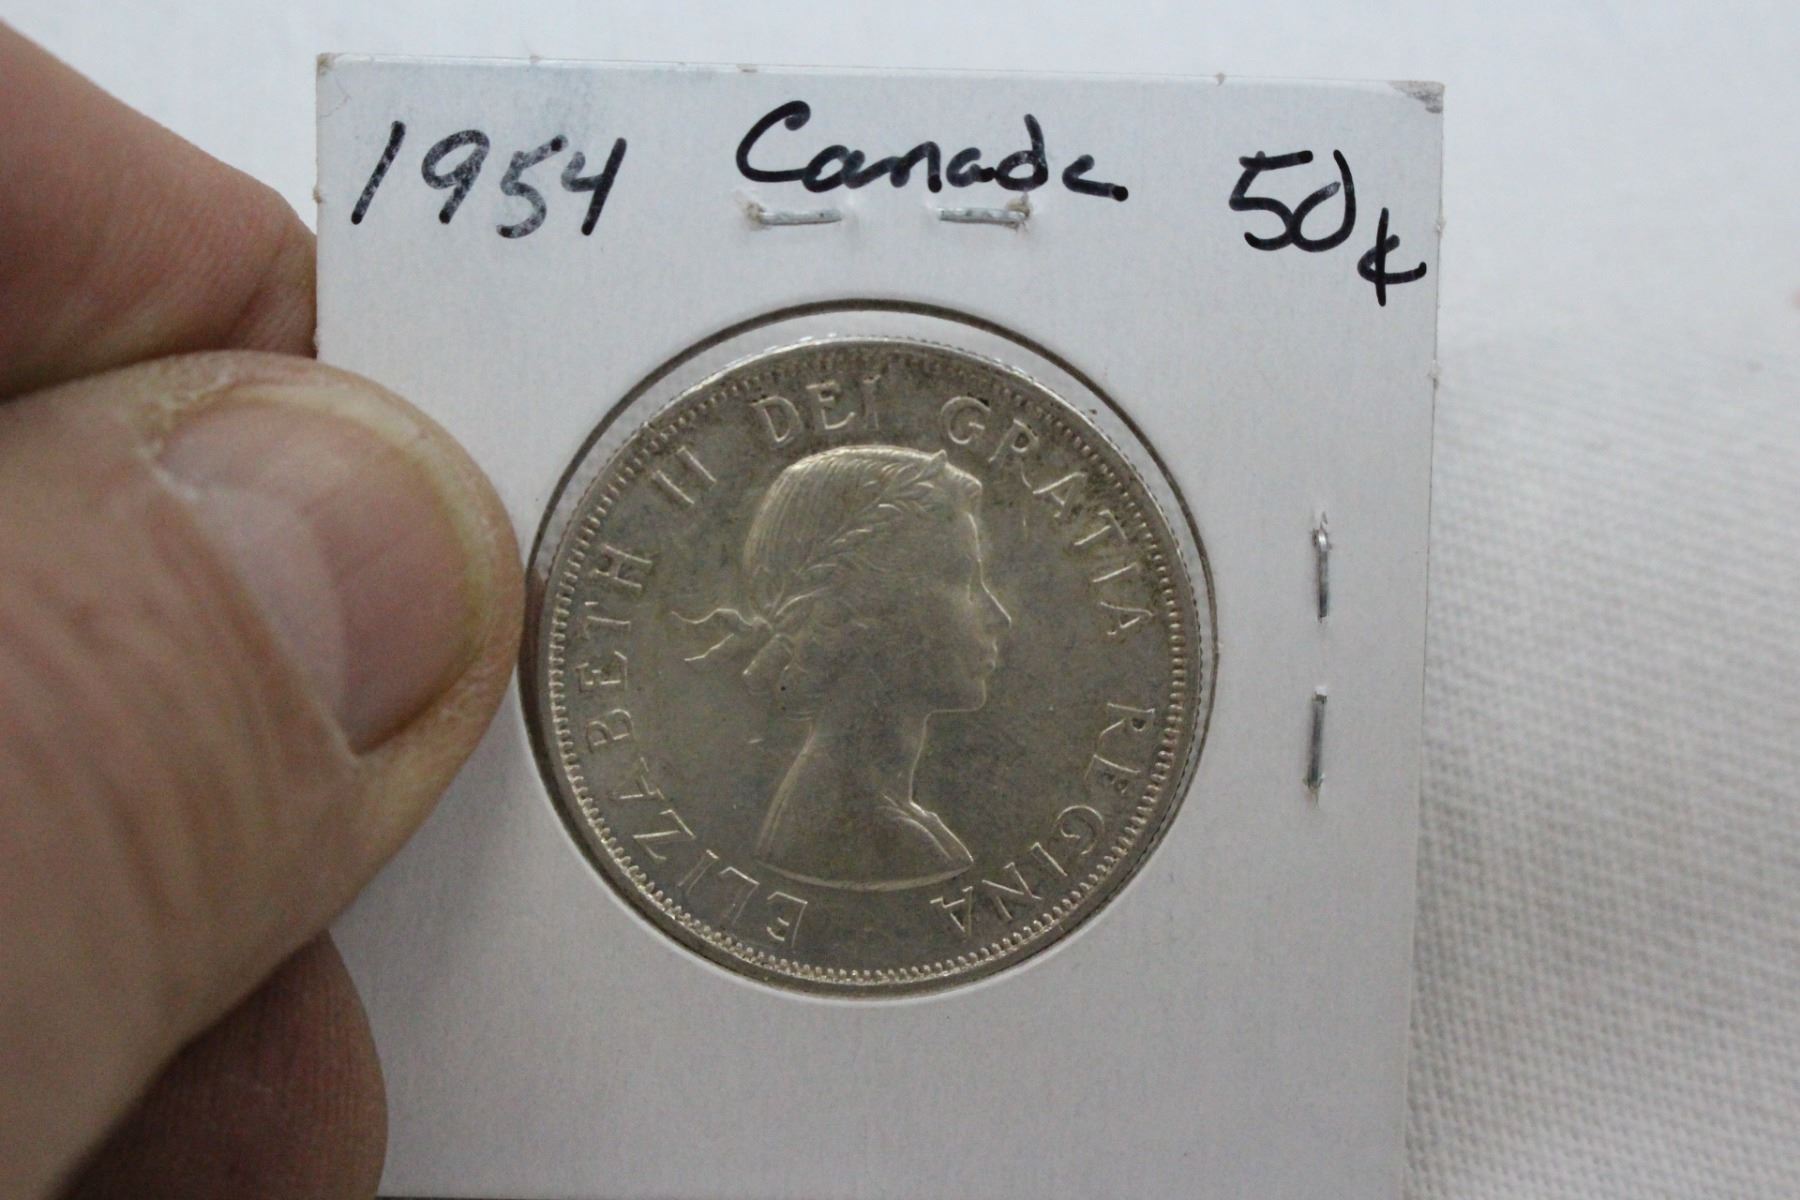 1954 Canada 50¢
ELIZABETH II DEI GRATIA REGINA